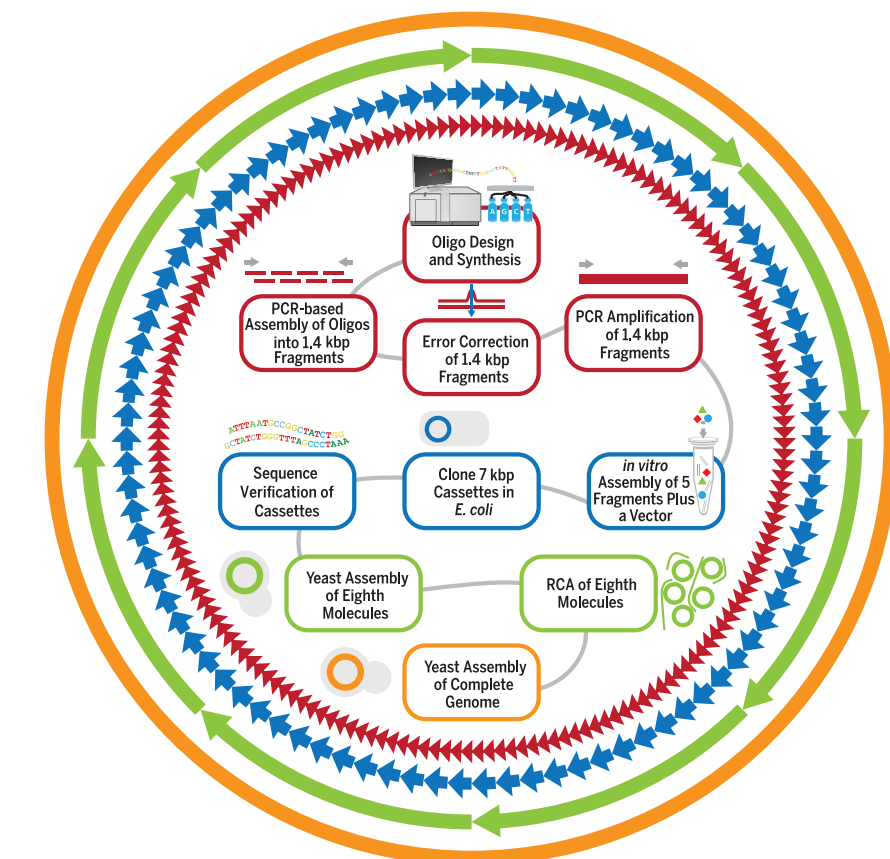 A G C T
Oligo Design
and Synthesis
PCR-based
Assembly of Oligos
into 1.4 kbp
Fragments
Error Correction
of 1.4 kbp
Fragments
PCR Amplification
of 1.4 kbp
Fragments
ATTTAATGCCGGCTATCTGG
GCTATCTGGGTTTAGCCCTAAA
Sequence
Verification of
Cassettes
Clone 7 kbp
Cassettes in
E. coli
in vitro
Assembly of 5
Fragments Plus
a Vector
Yeast Assembly
of Eighth
Molecules
RCA of Eighth
Molecules
Yeast Assembly
of Complete
Genome